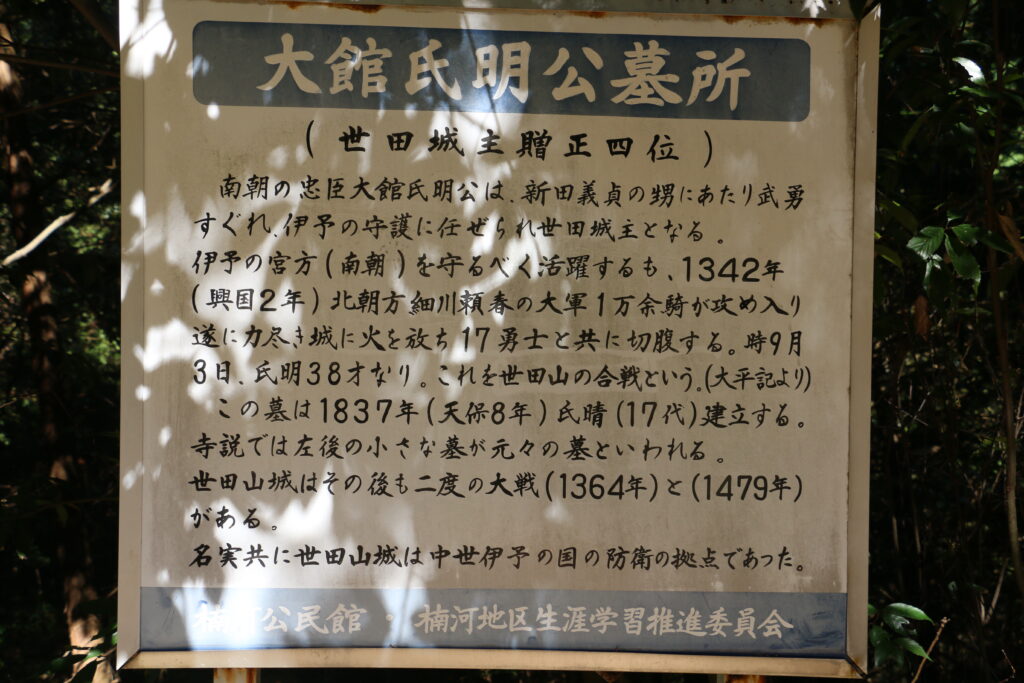 大館氏明公墓所
(世田城主贈正四位)
南朝の忠臣大館氏明公は、新田義貞の甥にあたり武勇
すぐれ、伊予の守護に任ぜられ世田城主となる。
伊予の宮方(南朝)を守るべく活躍するも、1342年
(興国2年)北朝方細川頼春の大軍1万余騎が攻め入り
遂に力尽き城に火を放ち17勇士と共に切腹する。時9月
3日、氏明38才なり。これを世田山の合戦という。(太平記より)
この墓は1837年(天保8年)氏晴(17代)建立する。
寺説では左後の小さな墓が元々の墓といわれる。
世田山城はその後も二度の大戦(1364年)と(1479年)
がある。
名実共に世田山城は中世伊予の国の防衛の拠点であった。
楠河公民館・楠河地区生涯学習推進委員会